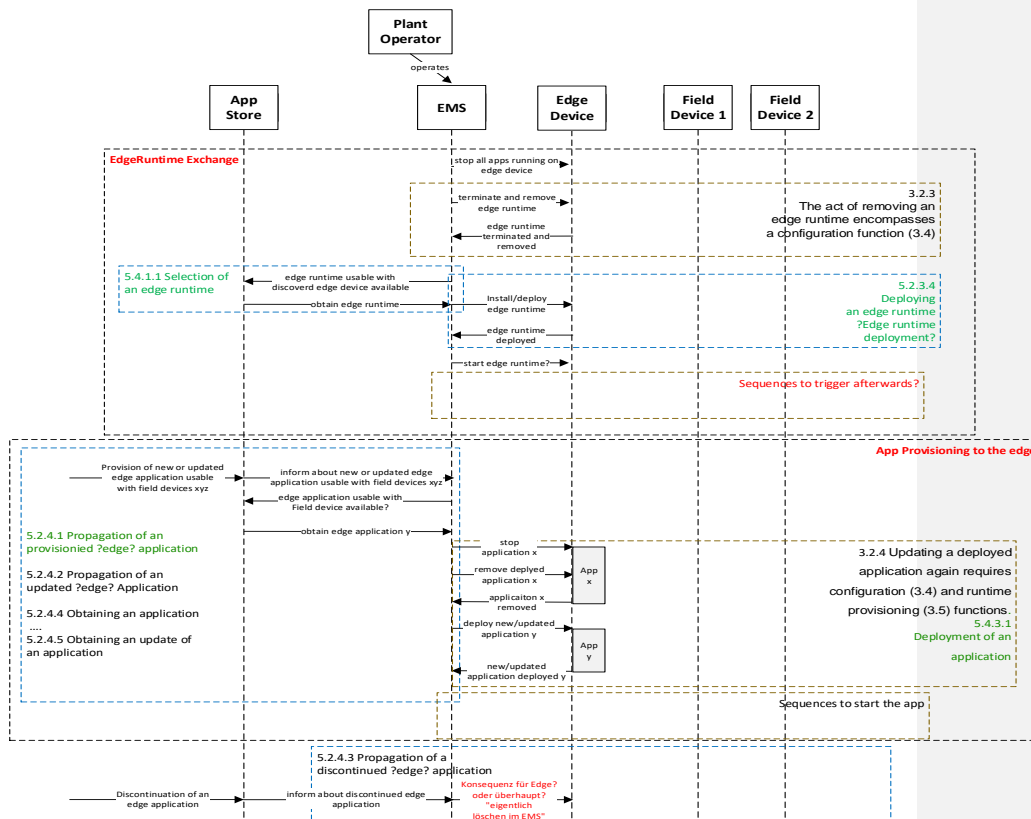 Plant
Operator
operates
App
Store
EMS
Edge
Device
Field
Device 1
Field
Device 2
EdgeRuntime Exchange
stop all apps running on
edge device
3.2.3
The act of removing an
edge runtime encompasses
a configuration function (3.4)
terminate and remove
edge runtime
edge runtime
terminated and
removed
5.4.1.1 Selection of
an edge runtime
edge runtime usable with
discoverd edge device available
obtain edge runtime
Install/deploy
edge runtime
edge runtime
deployed
5.2.3.4
Deploying
an edge runtime
?Edge runtime
deployment?
start edge runtime?
Sequences to trigger afterwards?
App Provisioning to the edge
Provision of new or updated
edge application usable
with field devices xyz
inform about new or updated edge
application usable with field devices xyz
edge application usable with
Field device available?
obtain edge application y
5.2.4.1 Propagation of an
provisionied ?edge? application
5.2.4.2 Propagation of an
updated ?edge? Application
5.2.4.4 Obtaining an application
....
5.2.4.5 Obtaining an update of
an application
stop
application x
remove deplyed
application x
applicaiton x
removed
App
x
deploy new/updated
application y
new/updated
application deployed y
App
y
3.2.4 Updating a deployed
application again requires
configuration (3.4) and runtime
provisioning (3.5) functions.
5.4.3.1
Deployment of an
application
Sequences to start the app
5.2.4.3 Propagation of a
discontinued ?edge? application
Discontinuation of an
edge application
inform about discontinued edge
application
Konsequenz für Edge?
oder überhaupt?
"eigentlich
löschen im EMS"